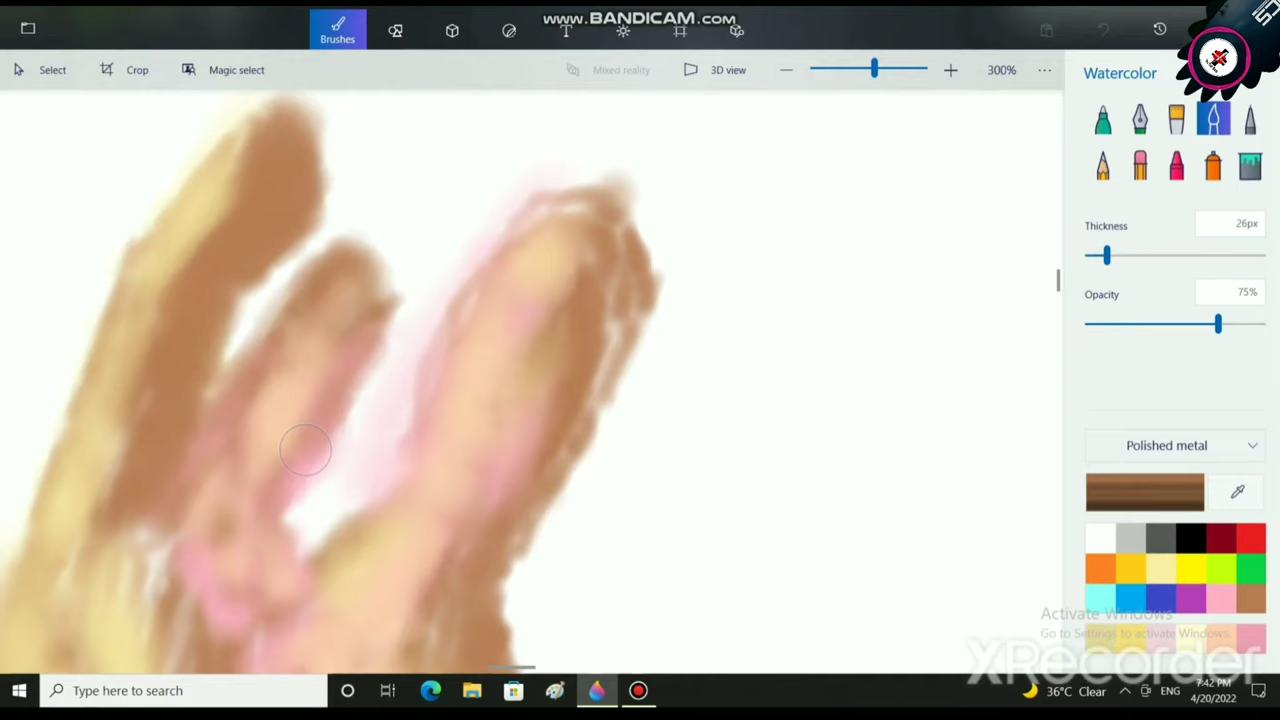 www.BANDICAM.com
Brushes
T
Select
Crop
Magic select
Mixed reality
3D view
300%
Watercolor
Thickness
26px
Opacity
75%
Polished metal
Activate Windows
Go to Settings to activate Windows.
XRecorder
Type here to search
36°C Clear
ENG
7:42 PM
4/20/2022